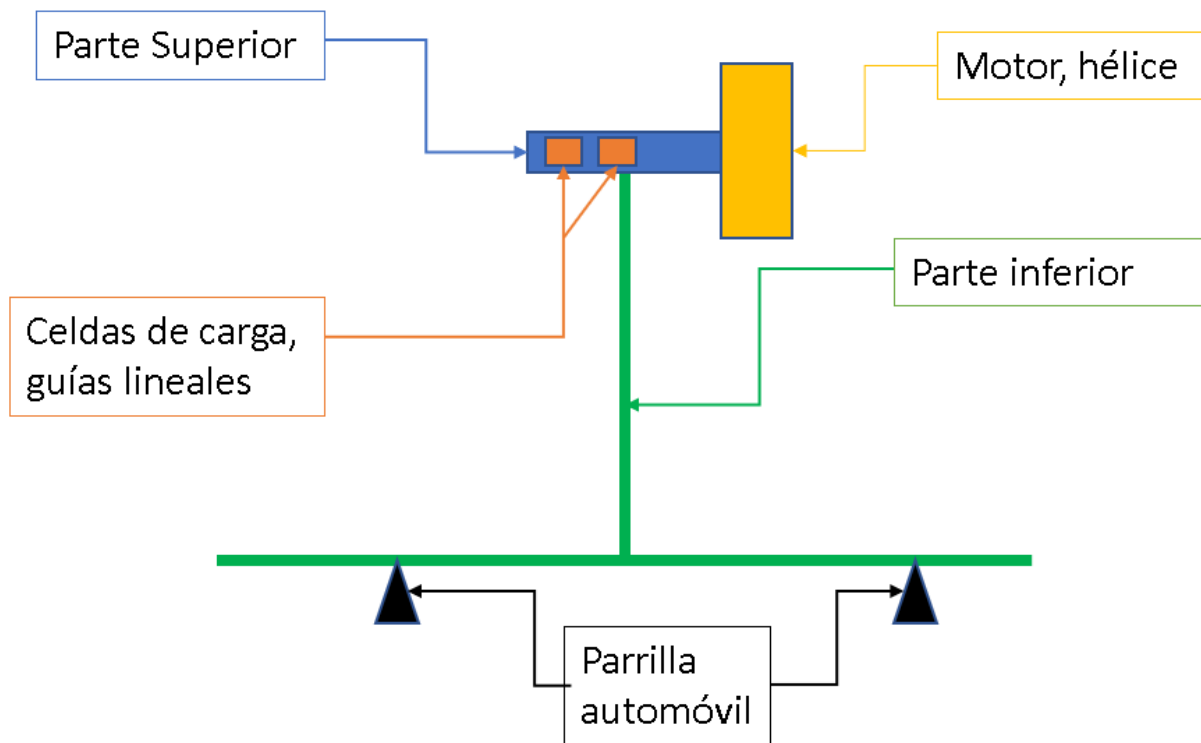 Parte Superior
Motor, hélice
Parte inferior
Celdas de carga,
guías lineales
Parrilla
automóvil